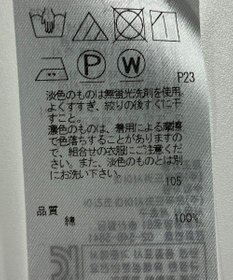 P W
P23
淡色のものは無蛍光洗剤を使用、
よくすすぎ、絞りの後すぐに干
すこと。
濃色のものは、着用による摩擦
で色落ちすることがありますの
で、組合せの衣服にご注意くださ
い。また、淡色のものとは別
にお洗い下さい。
105
品質
綿 100%